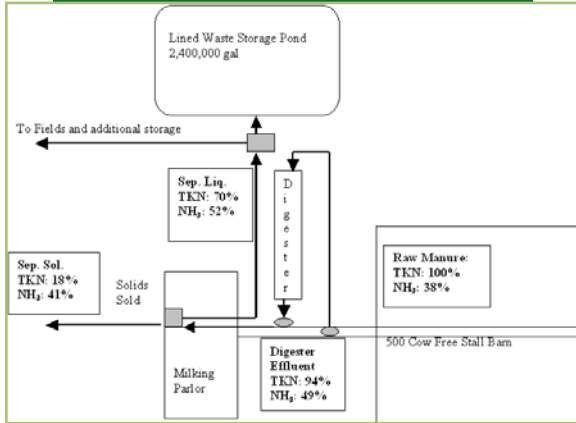 Lined Waste Storage Pond
2,400,000 gal
To Fields and additional storage
Sep. Liq.
TKN: 70%
NH₃: 52%
Digester
Raw Manure:
TKN: 100%
NH₃: 38%
Sep. Sol.
TKN: 18%
NH₃: 41%
Solids
Sold
500 Cow Free Stall Barn
Milking
Parlor
Digester
Effluent
TKN: 94%
NH₃: 49%